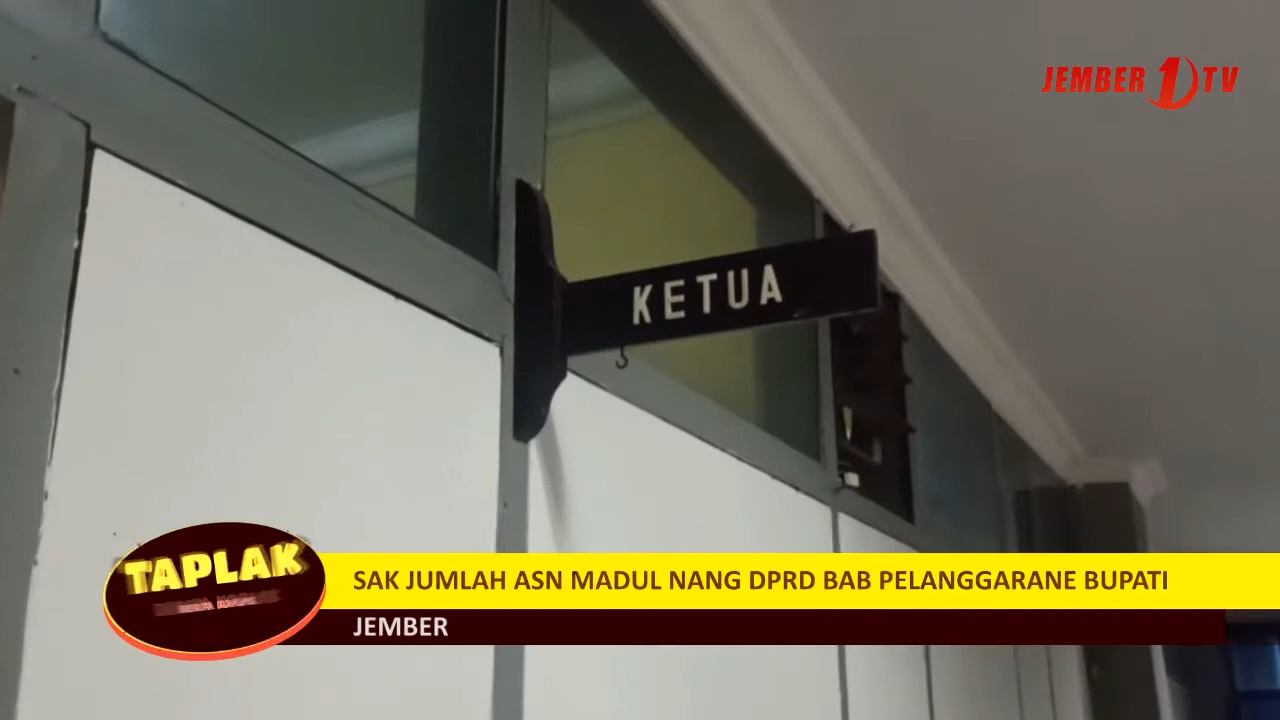 JEMBER 1 TV
KETUA
TAPLAK
SAK JUMLAH ASN MADUL NANG DPRD BAB PELANGGARANE BUPATI
JEMBER